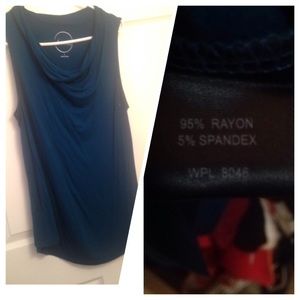 95% RAYON
5% SPANDEX
WPL 8046